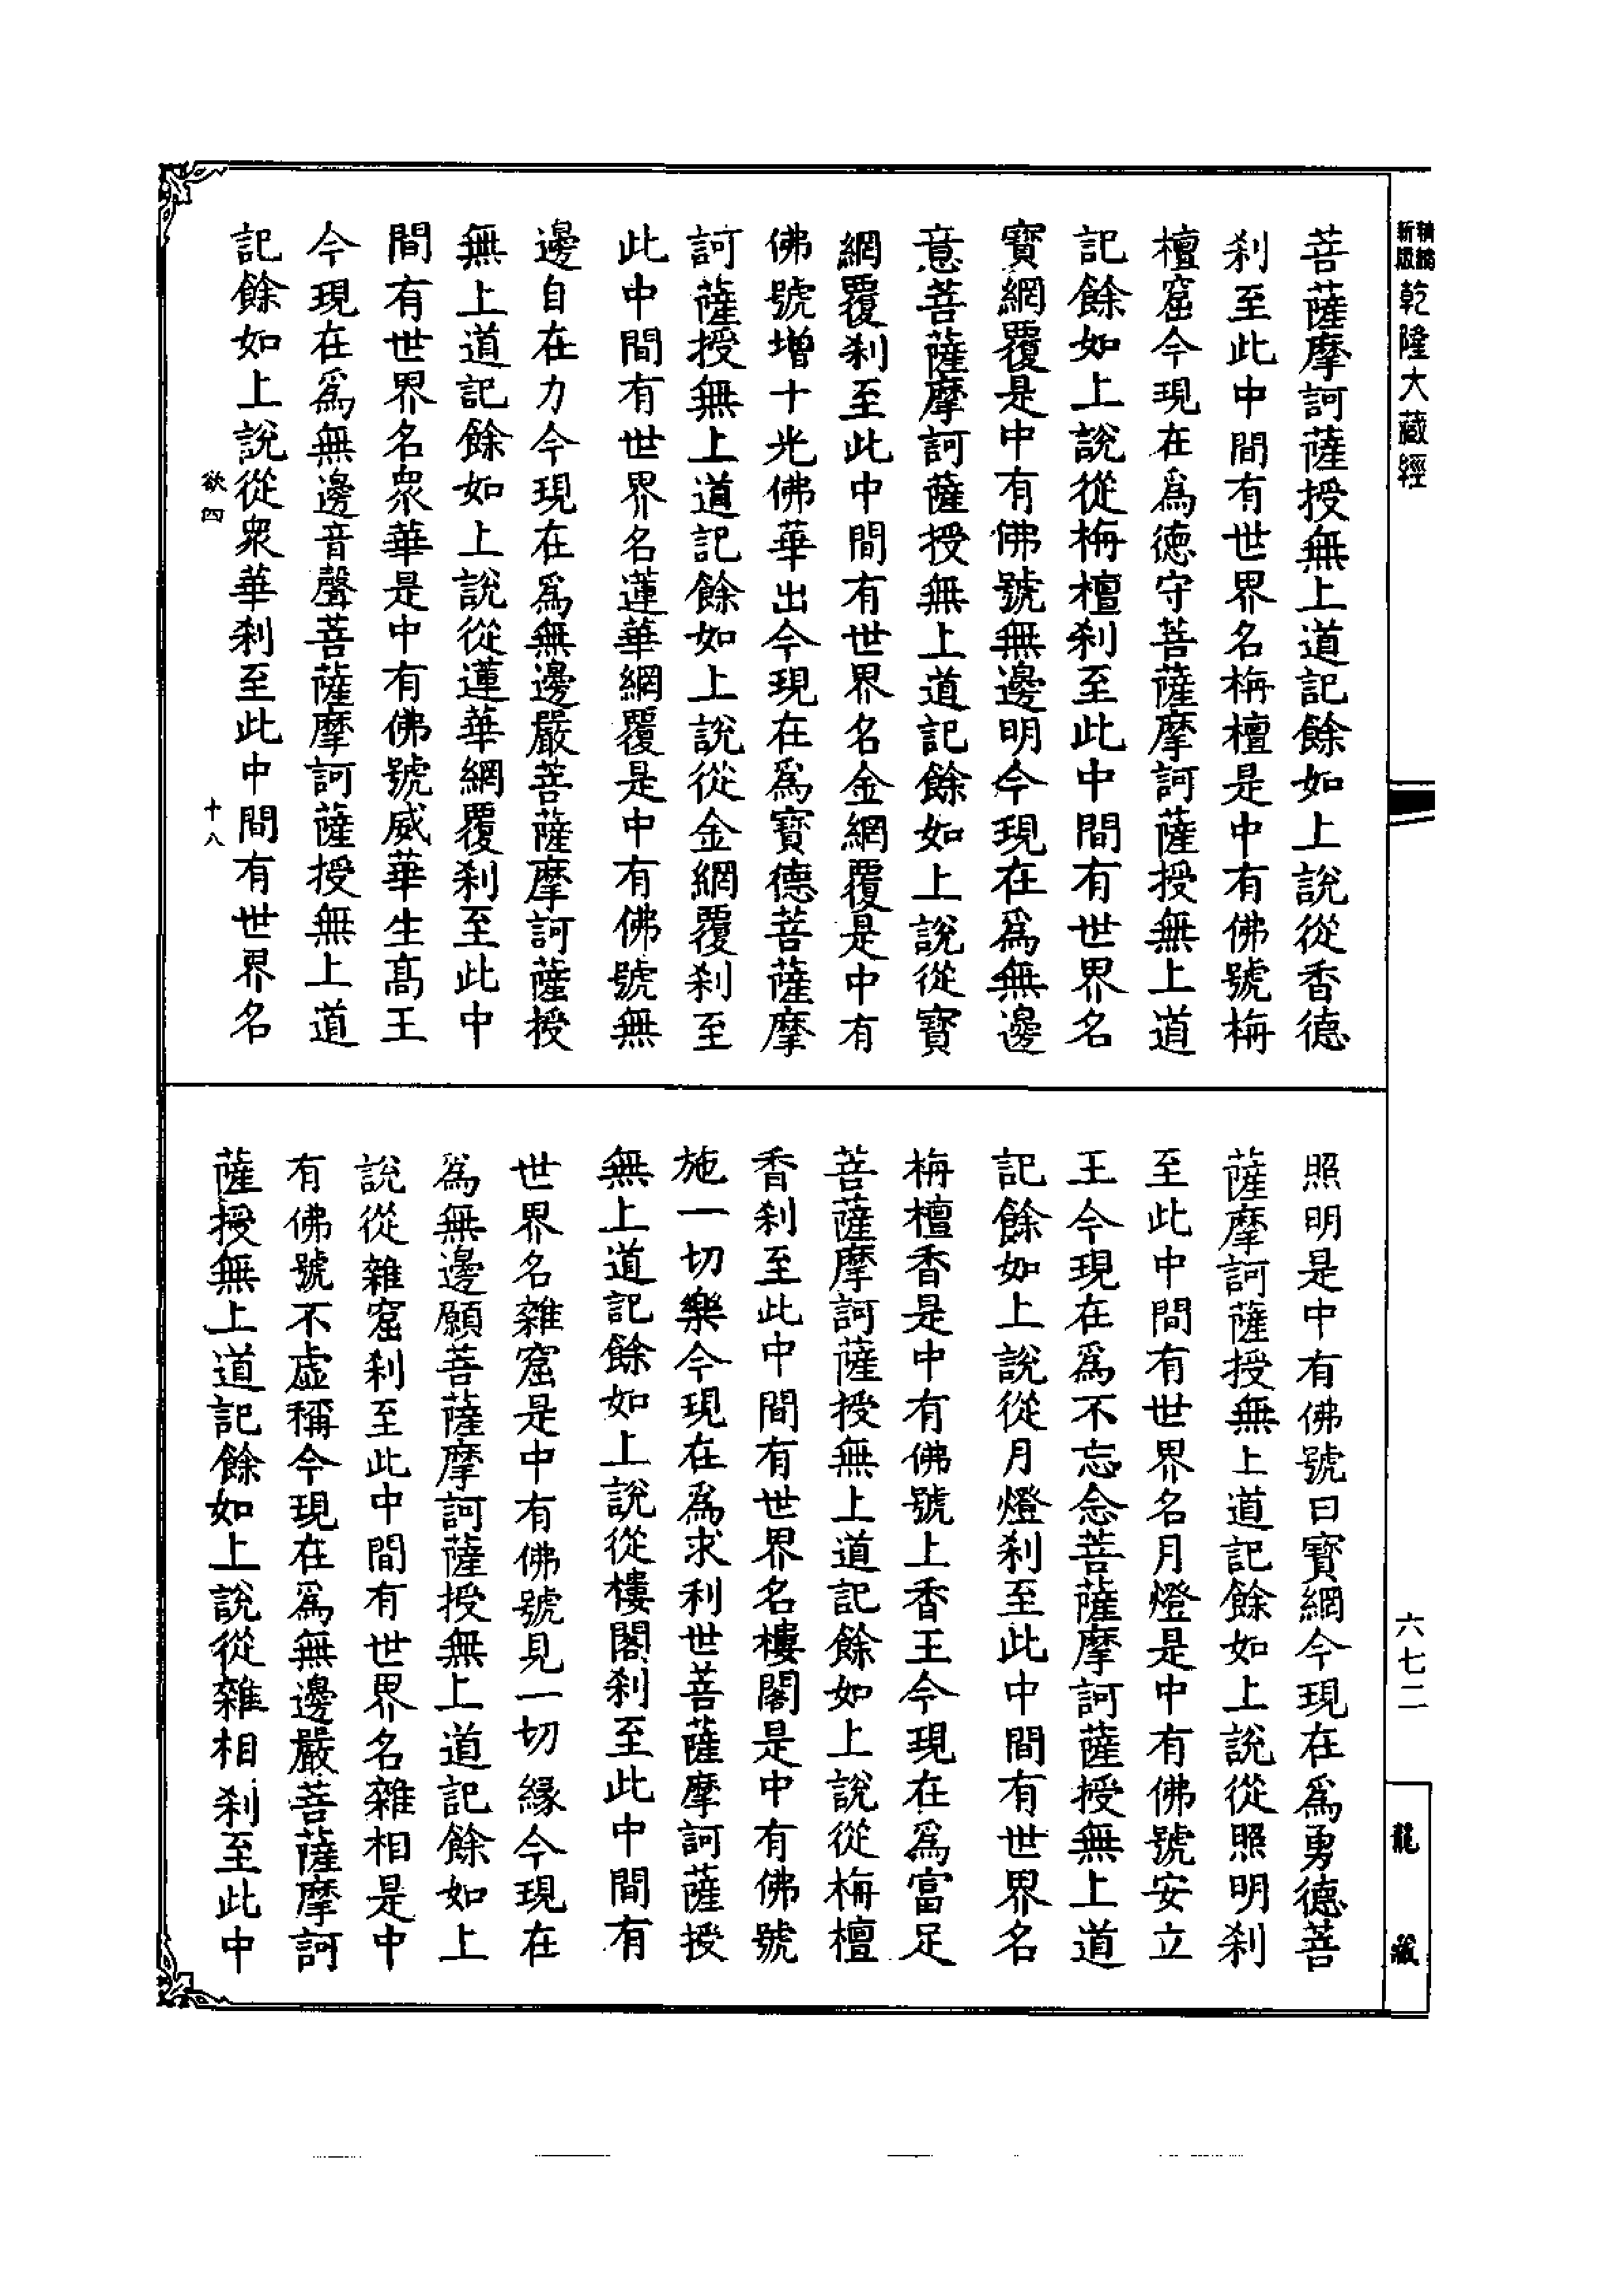 精縮
新版
乾隆大藏經
菩薩摩訶薩授無上道記餘如上說從香德
刹至此中間有世界名栴檀是中有佛號栴
檀窟今現在爲德守菩薩摩訶薩授無上道
記餘如上說從栴檀刹至此中間有世界名
寶網覆是中有佛號無邊明今現在爲無邊
意菩薩摩訶薩授無上道記餘如上說從寶
網覆刹至此中間有世界名金網覆是中有
佛號增十光佛華出今現在爲寶德菩薩摩
訶薩授無上道記餘如上說從金網覆刹至
此中間有世界名蓮華網覆是中有佛號無
邊自在力今現在爲無邊嚴菩薩摩訶薩授
無上道記餘如上說從蓮華網覆刹至此中
間有世界名衆華是中有佛號威華生高王
今現在爲無邊音聲菩薩摩訶薩授無上道
記餘如上說從衆華刹至此中間有世界名
欲四
十八
照明是中有佛號曰寶網今現在爲勇德菩
薩摩訶薩授無上道記餘如上說從照明刹
至此中間有世界名月燈是中有佛號安立
王今現在爲不忘念菩薩摩訶薩授無上道
記餘如上說從月燈刹至此中間有世界名
栴檀香是中有佛號上香王今現在爲富足
菩薩摩訶薩授無上道記餘如上說從栴檀
香刹至此中間有世界名樓閣是中有佛號
施一切樂今現在爲求利世菩薩摩訶薩授
無上道記餘如上說從樓閣刹至此中間有
世界名雜窟是中有佛號見一切緣今現在
爲無邊願菩薩摩訶薩授無上道記餘如上
說從雜窟刹至此中間有世界名雜相是中
有佛號不虛稱今現在爲無邊嚴菩薩摩訶
薩授無上道記餘如上說從雜相刹至此中
六七二
龍藏